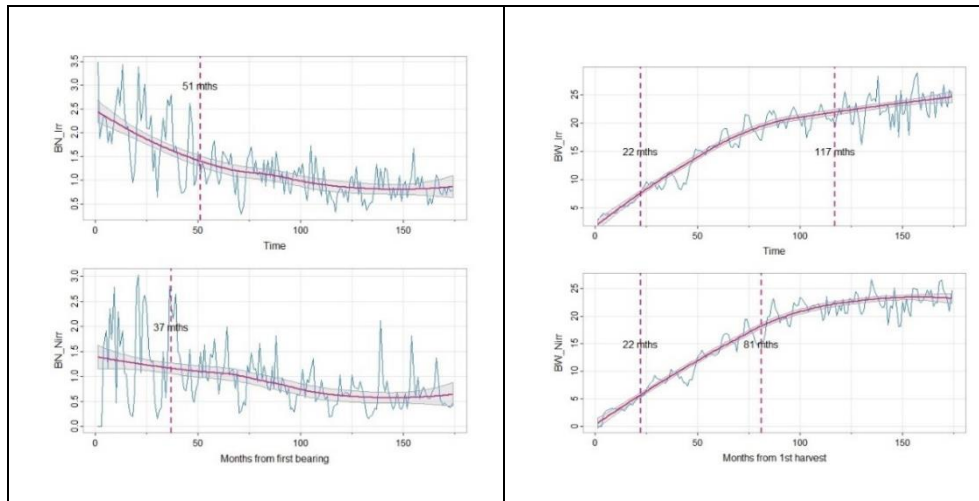 BN_Irr
3.5
3.0
2.5
2.0
1.5
1.0
0.5
51 mths
0 50 100 150
Time
BN_Nirr
3.0
2.5
2.0
1.5
1.0
0.5
0.0
37 mths
0 50 100 150
Months from first bearing
BW_Irr
25
20
15
10
5
22 mths 117 mths
0 50 100 150
Time
BW_Nirr
25
20
15
10
5
0
22 mths 81 mths
0 50 100 150
Months from 1st harvest